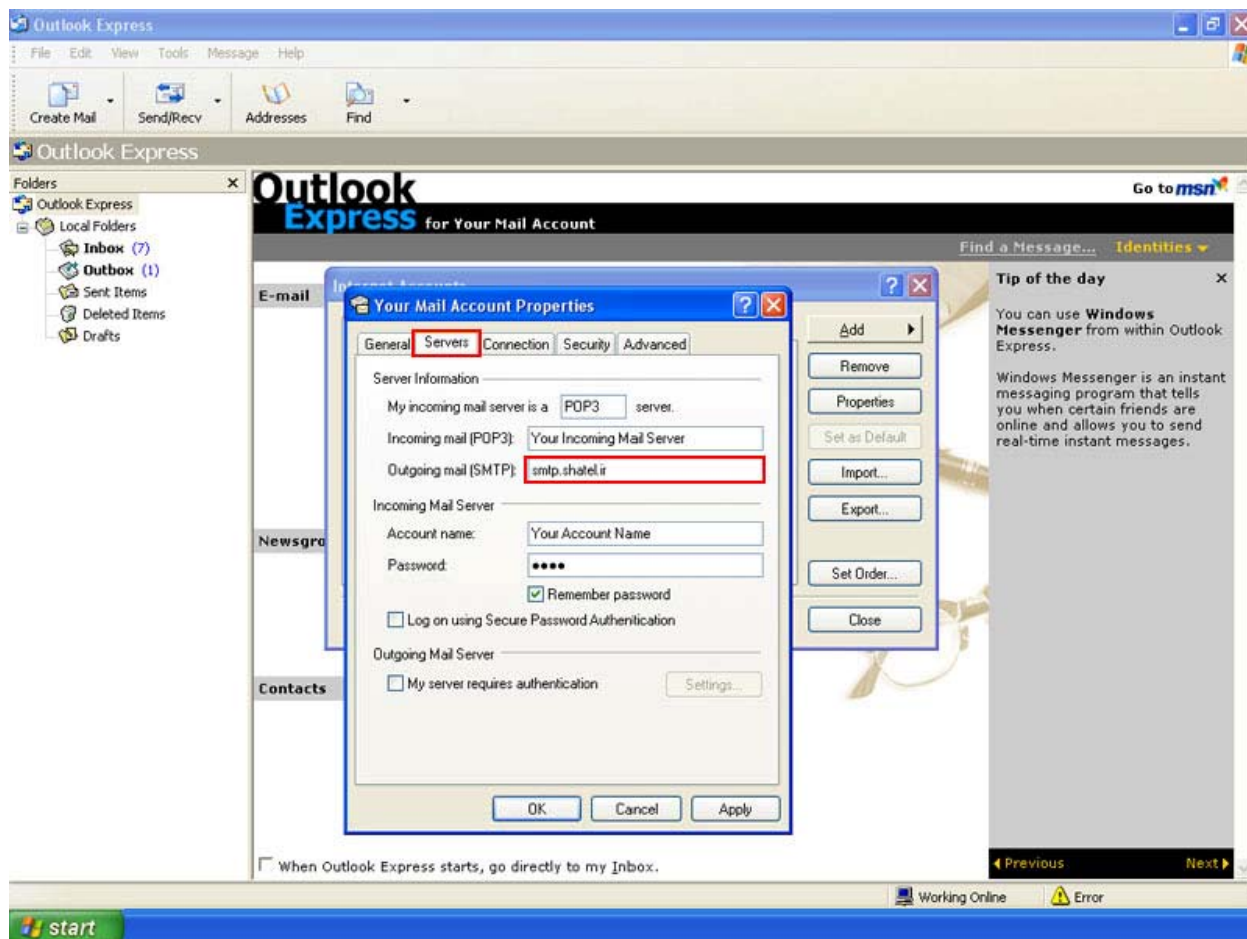 Outlook Express
File Edit View Tools Message Help
Create Mail Send/Recv Addresses Find
Outlook Express
Folders x
Outlook Express
Local Folders
Inbox (7)
Outbox (1)
Sent Items
Deleted Items
Drafts
Outlook
Express for Your Mail Account
Go to msn
Find a Message... Identities
E-mail
Newsgro
Contacts
Internet Accounts
Add
Remove
Properties
Set as Default
Import...
Export...
Set Order...
Close
Your Mail Account Properties
General Servers Connection Security Advanced
Server Information
My incoming mail server is a POP3 server.
Incoming mail (POP3): Your Incoming Mail Server
Outgoing mail (SMTP): smtp.shatel.ir
Incoming Mail Server
Account name: Your Account Name
Password: ••••
Remember password
Log on using Secure Password Authentication
Outgoing Mail Server
My server requires authentication Settings...
OK Cancel Apply
Tip of the day x
You can use Windows
Messenger from within Outlook
Express.
Windows Messenger is an instant
messaging program that tells
you when certain friends are
online and allows you to send
real-time instant messages.
Previous Next
When Outlook Express starts, go directly to my Inbox.
Working Online Error
start